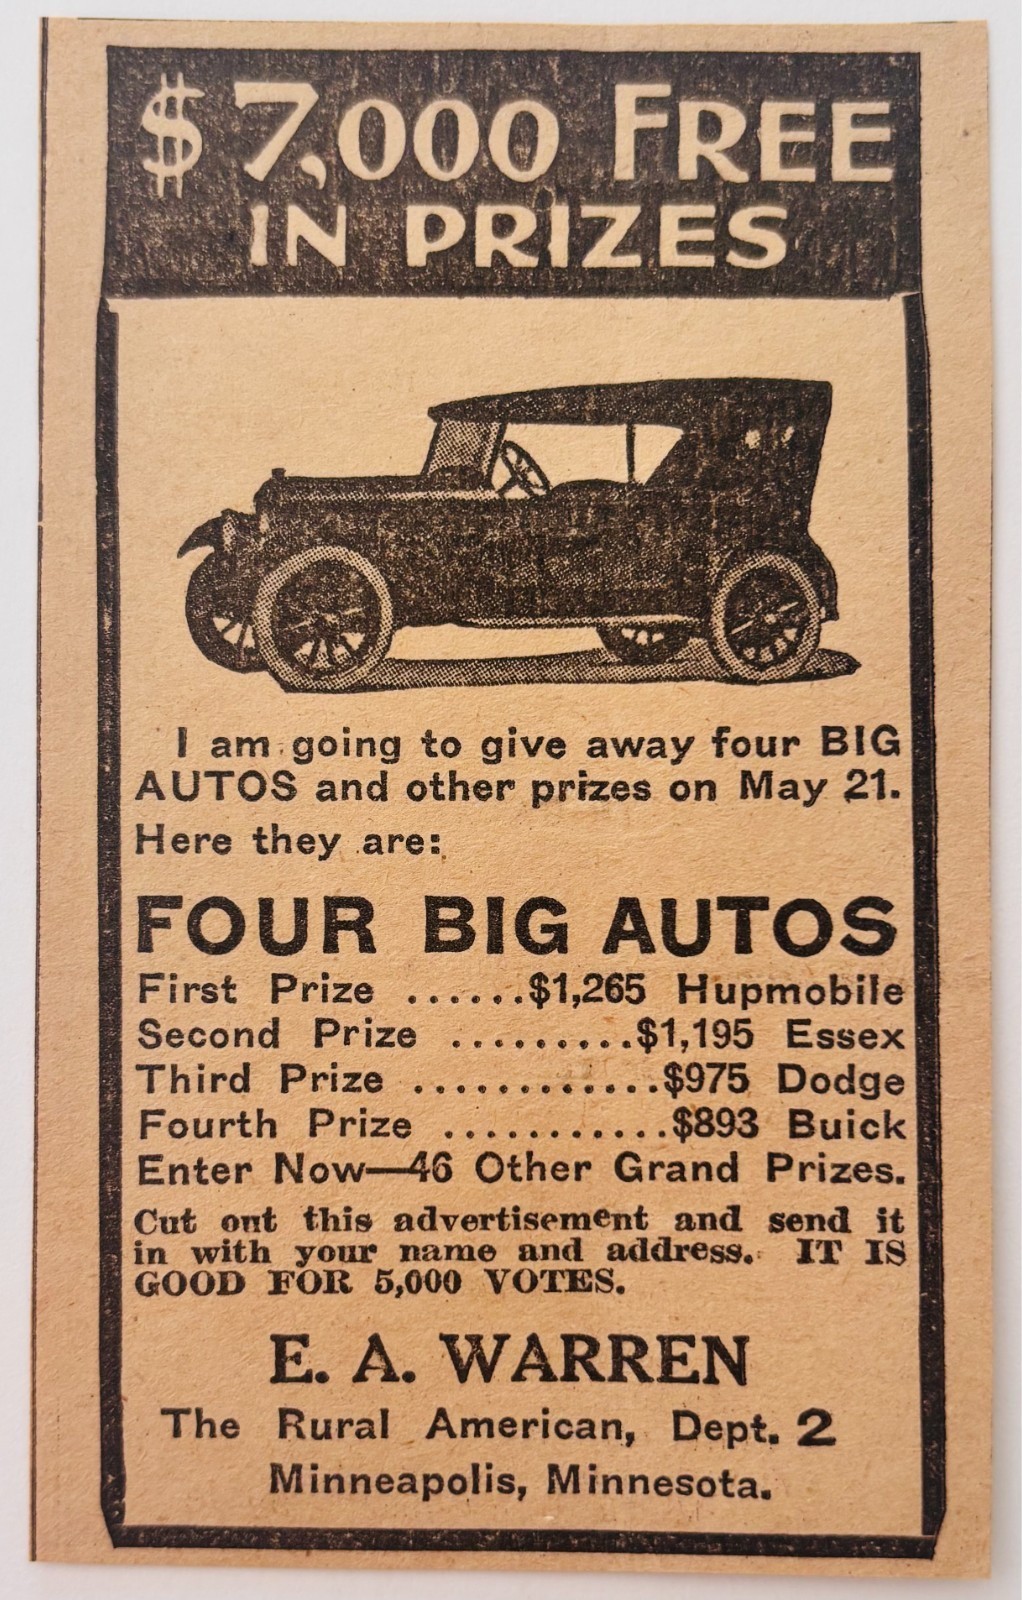 $7,000 FREE
IN PRIZES
I am going to give away four BIG
AUTOS and other prizes on May 21.
Here they are:
FOUR BIG AUTOS
First Prize ......$1,265 Hupmobile
Second Prize .........$1,195 Essex
Third Prize ............$975 Dodge
Fourth Prize ...........$893 Buick
Enter Now—46 Other Grand Prizes.
Cut out this advertisement and send it
in with your name and address. IT IS
GOOD FOR 5,000 VOTES.
E. A. WARREN
The Rural American, Dept. 2
Minneapolis, Minnesota.